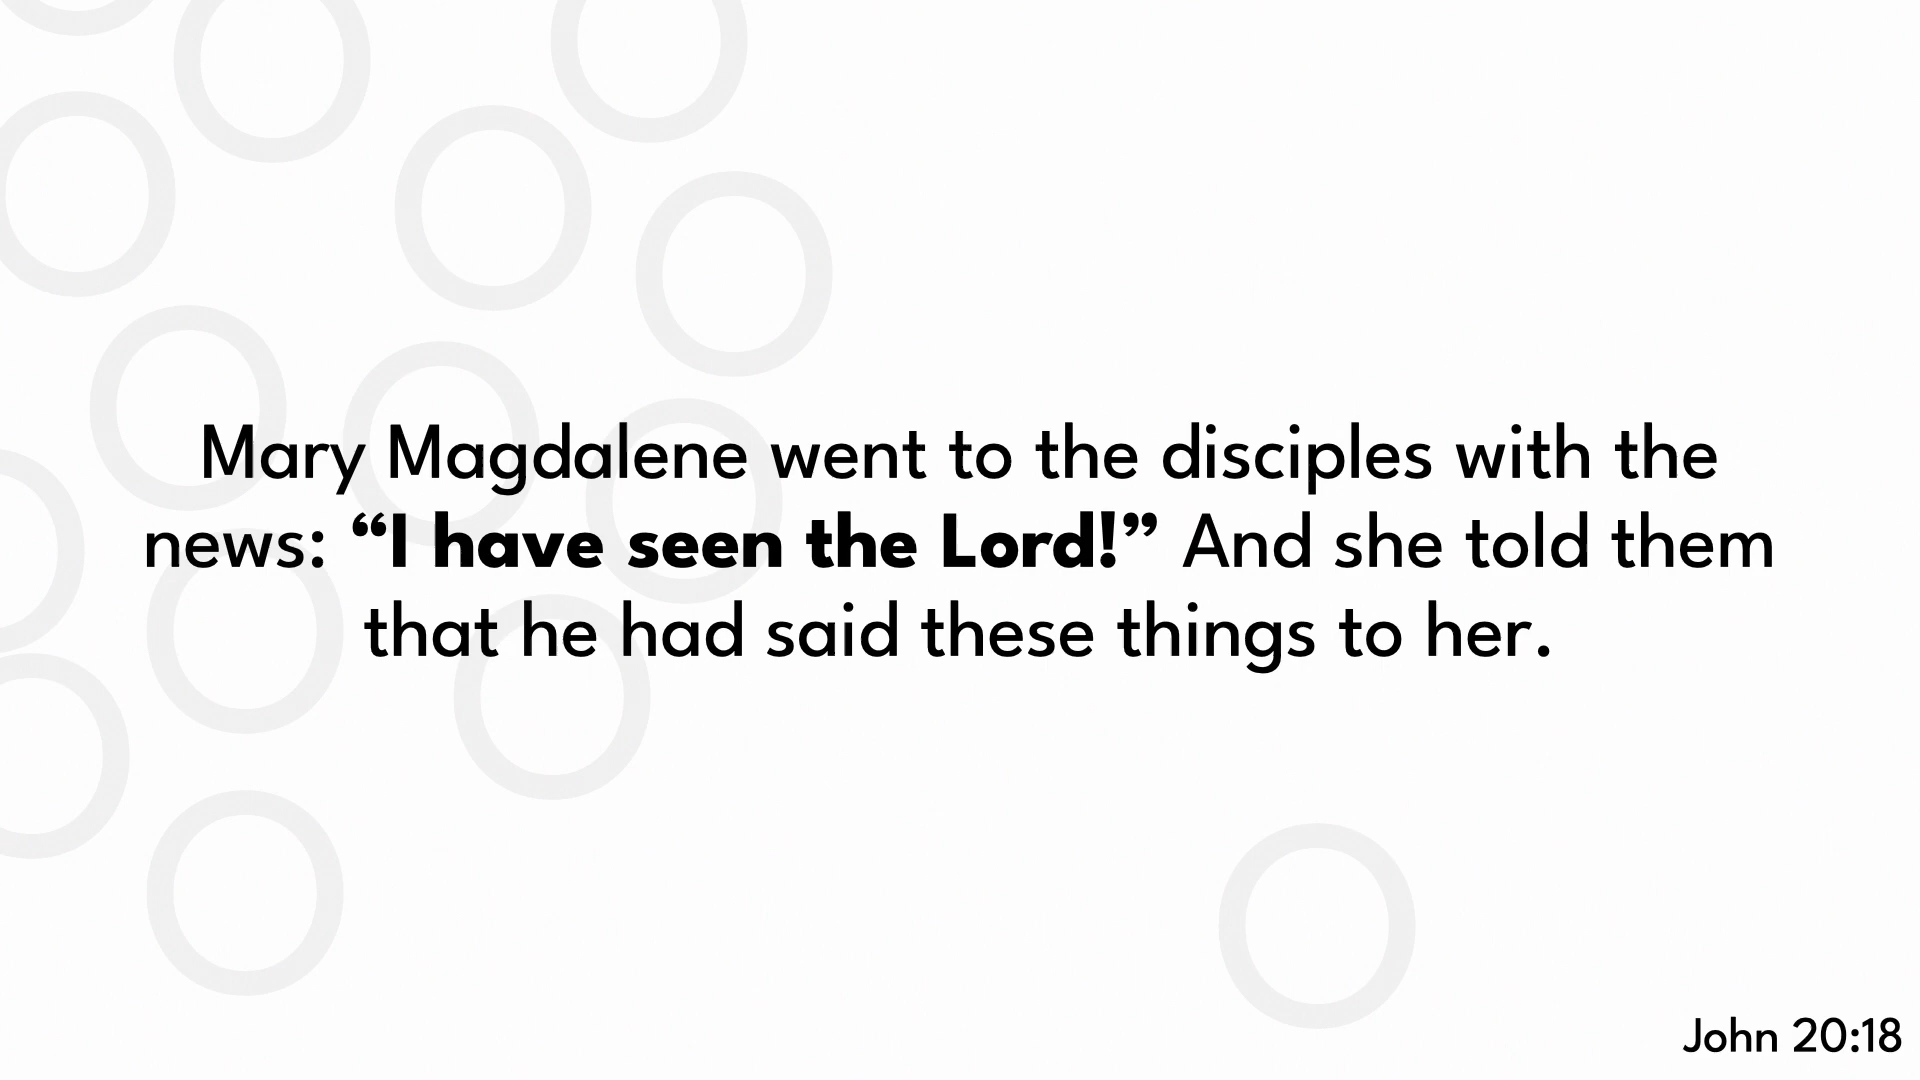 Mary Magdalene went to the disciples with the
news: “I have seen the Lord!” And she told them
that he had said these things to her.
John 20:18